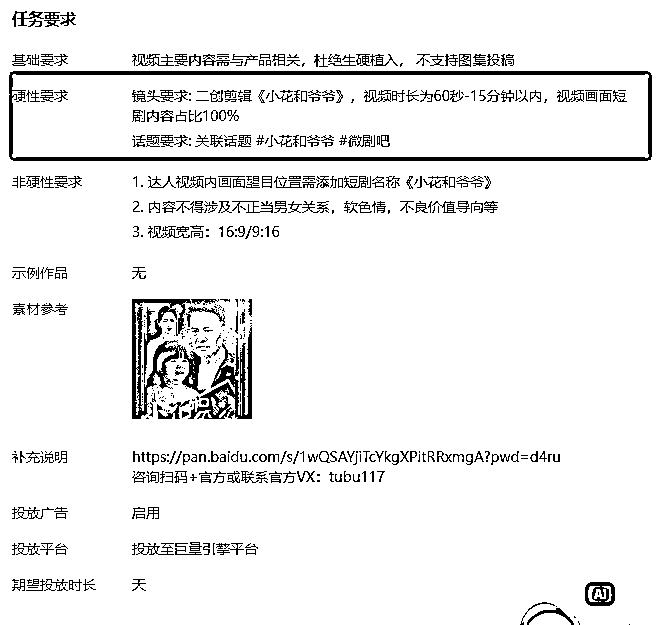 任务要求
基础要求 视频主要内容需与产品相关，杜绝生硬植入， 不支持图集投稿
硬性要求 镜头要求: 二创剪辑《小花和爷爷》，视频时长为60秒-15分钟以内，视频画面短
剧内容占比100%
话题要求: 关联话题 #小花和爷爷 #微剧吧
非硬性要求 1. 达人视频内画面醒目位置需添加短剧名称《小花和爷爷》
2. 内容不得涉及不正当男女关系，软色情，不良价值导向等
3. 视频宽高：16:9/9:16
示例作品 无
素材参考
补充说明 https://pan.baidu.com/s/1wQSAYjiTcYkgXPitRRxmgA?pwd=d4ru
咨询扫码+官方或联系官方VX：tubu117
投放广告 启用
投放平台 投放至巨量引擎平台
期望投放时长 天
AI